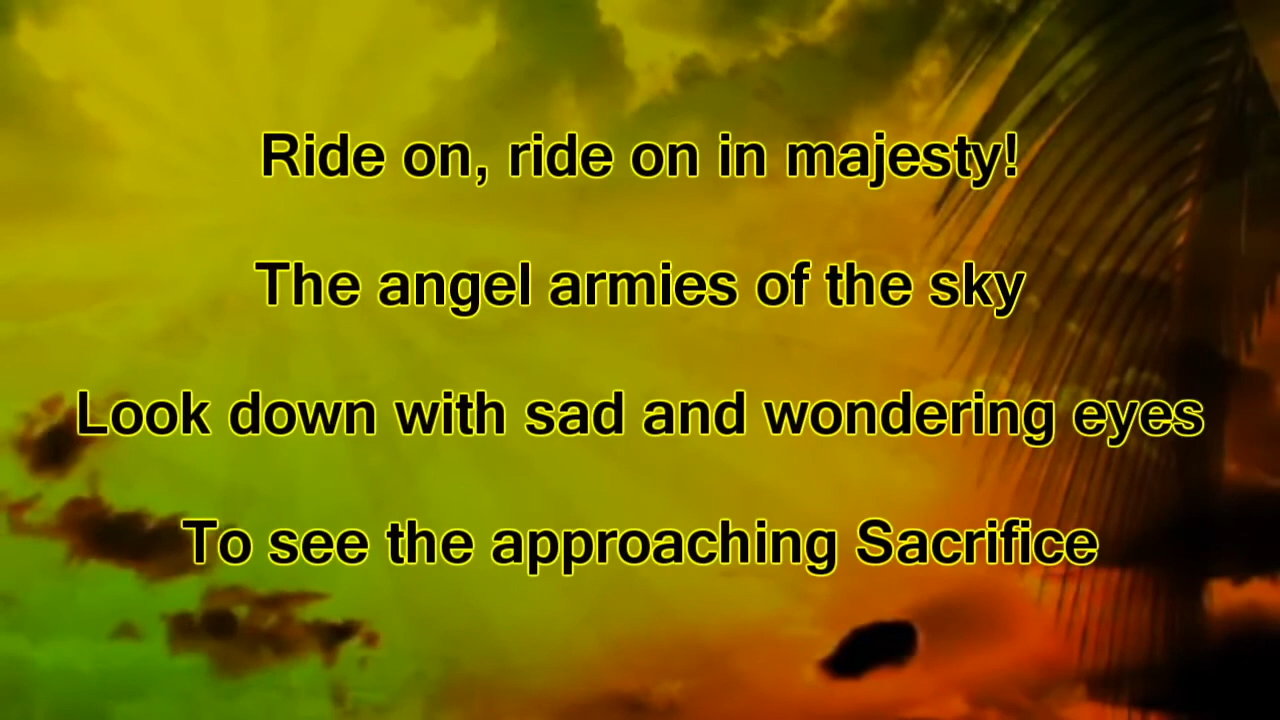 Ride on, ride on in majesty!
The angel armies of the sky
Look down with sad and wondering eyes
To see the approaching Sacrifice